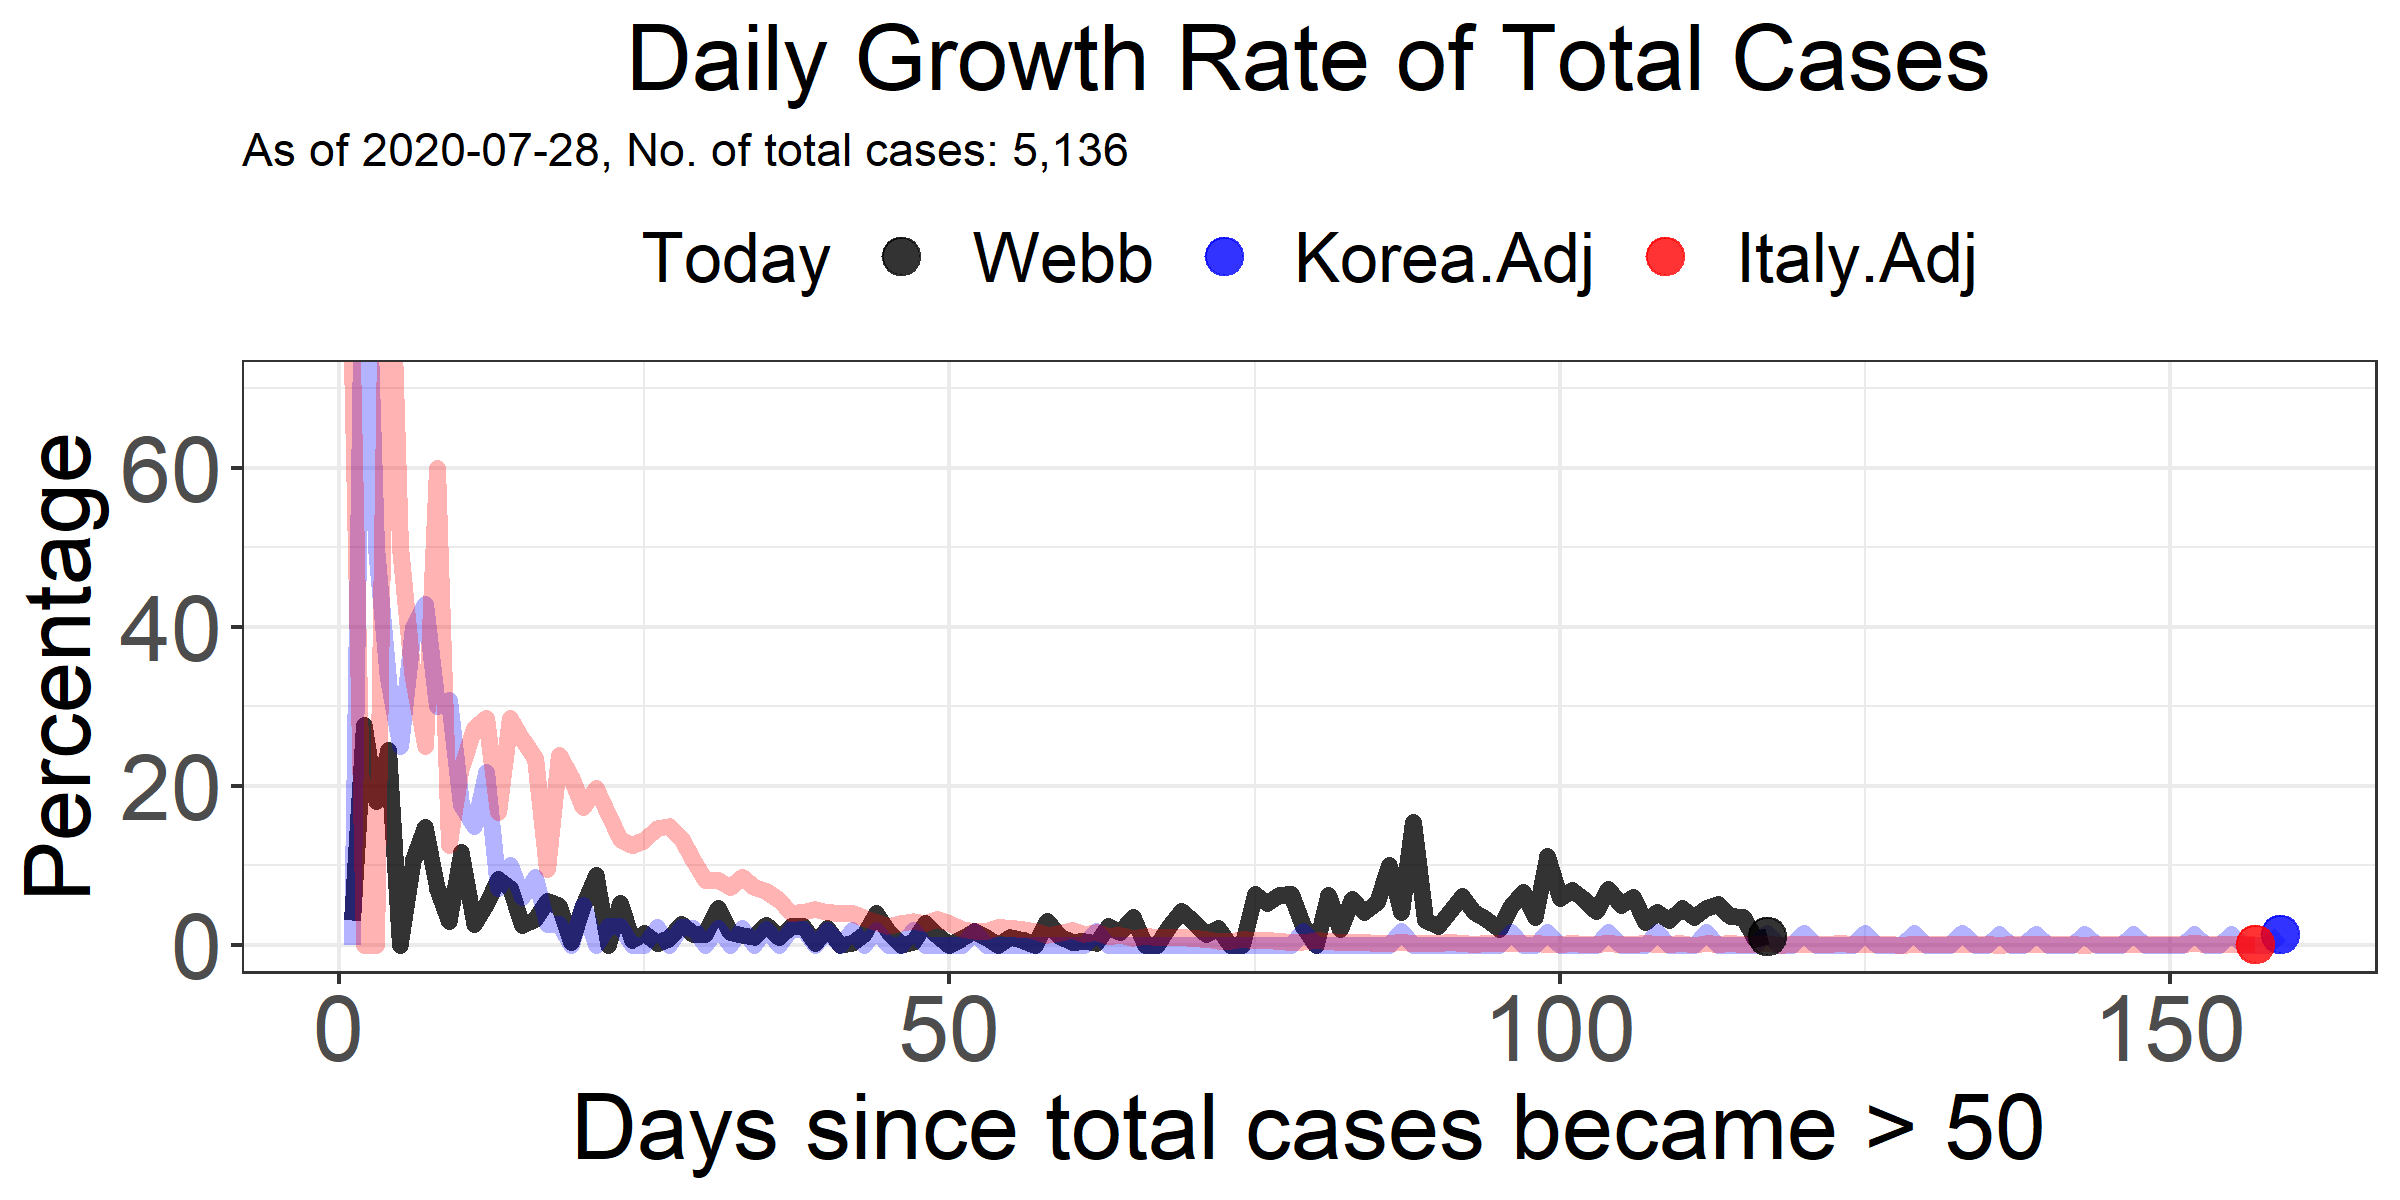 Daily Growth Rate of Total Cases
As of 2020-07-28, No. of total cases: 5,136
Today Webb Korea.Adj Italy.Adj
Percentage
60
40
20
0
0 50 100 150
Days since total cases became > 50